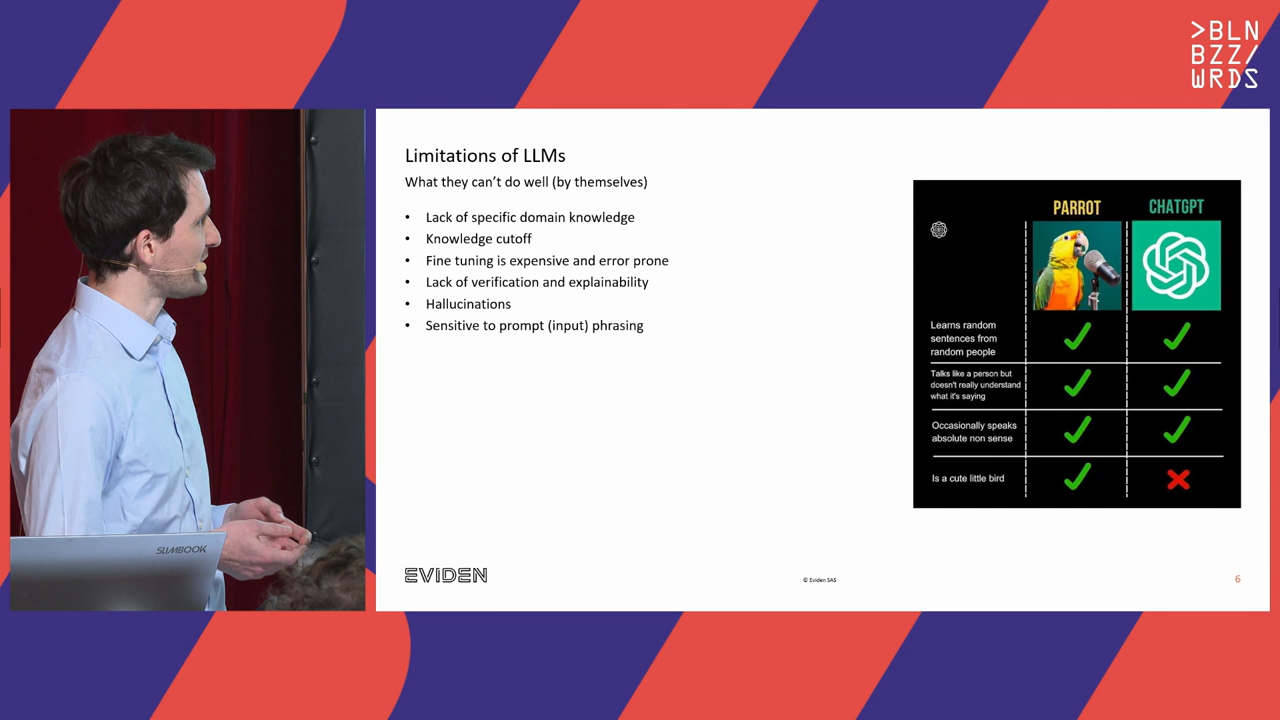 >BLN
BZZ/
WRDS
Limitations of LLMs
What they can’t do well (by themselves)
• Lack of specific domain knowledge
• Knowledge cutoff
• Fine tuning is expensive and error prone
• Lack of verification and explainability
• Hallucinations
• Sensitive to prompt (input) phrasing
PARROT CHATGPT
Learns random
sentences from
random people
Talks like a person but
doesn't really understand
what it's saying
Occasionally speaks
absolute non sense
Is a cute little bird
SLIMBOOK
EVIDEN
© Eviden SAS
6